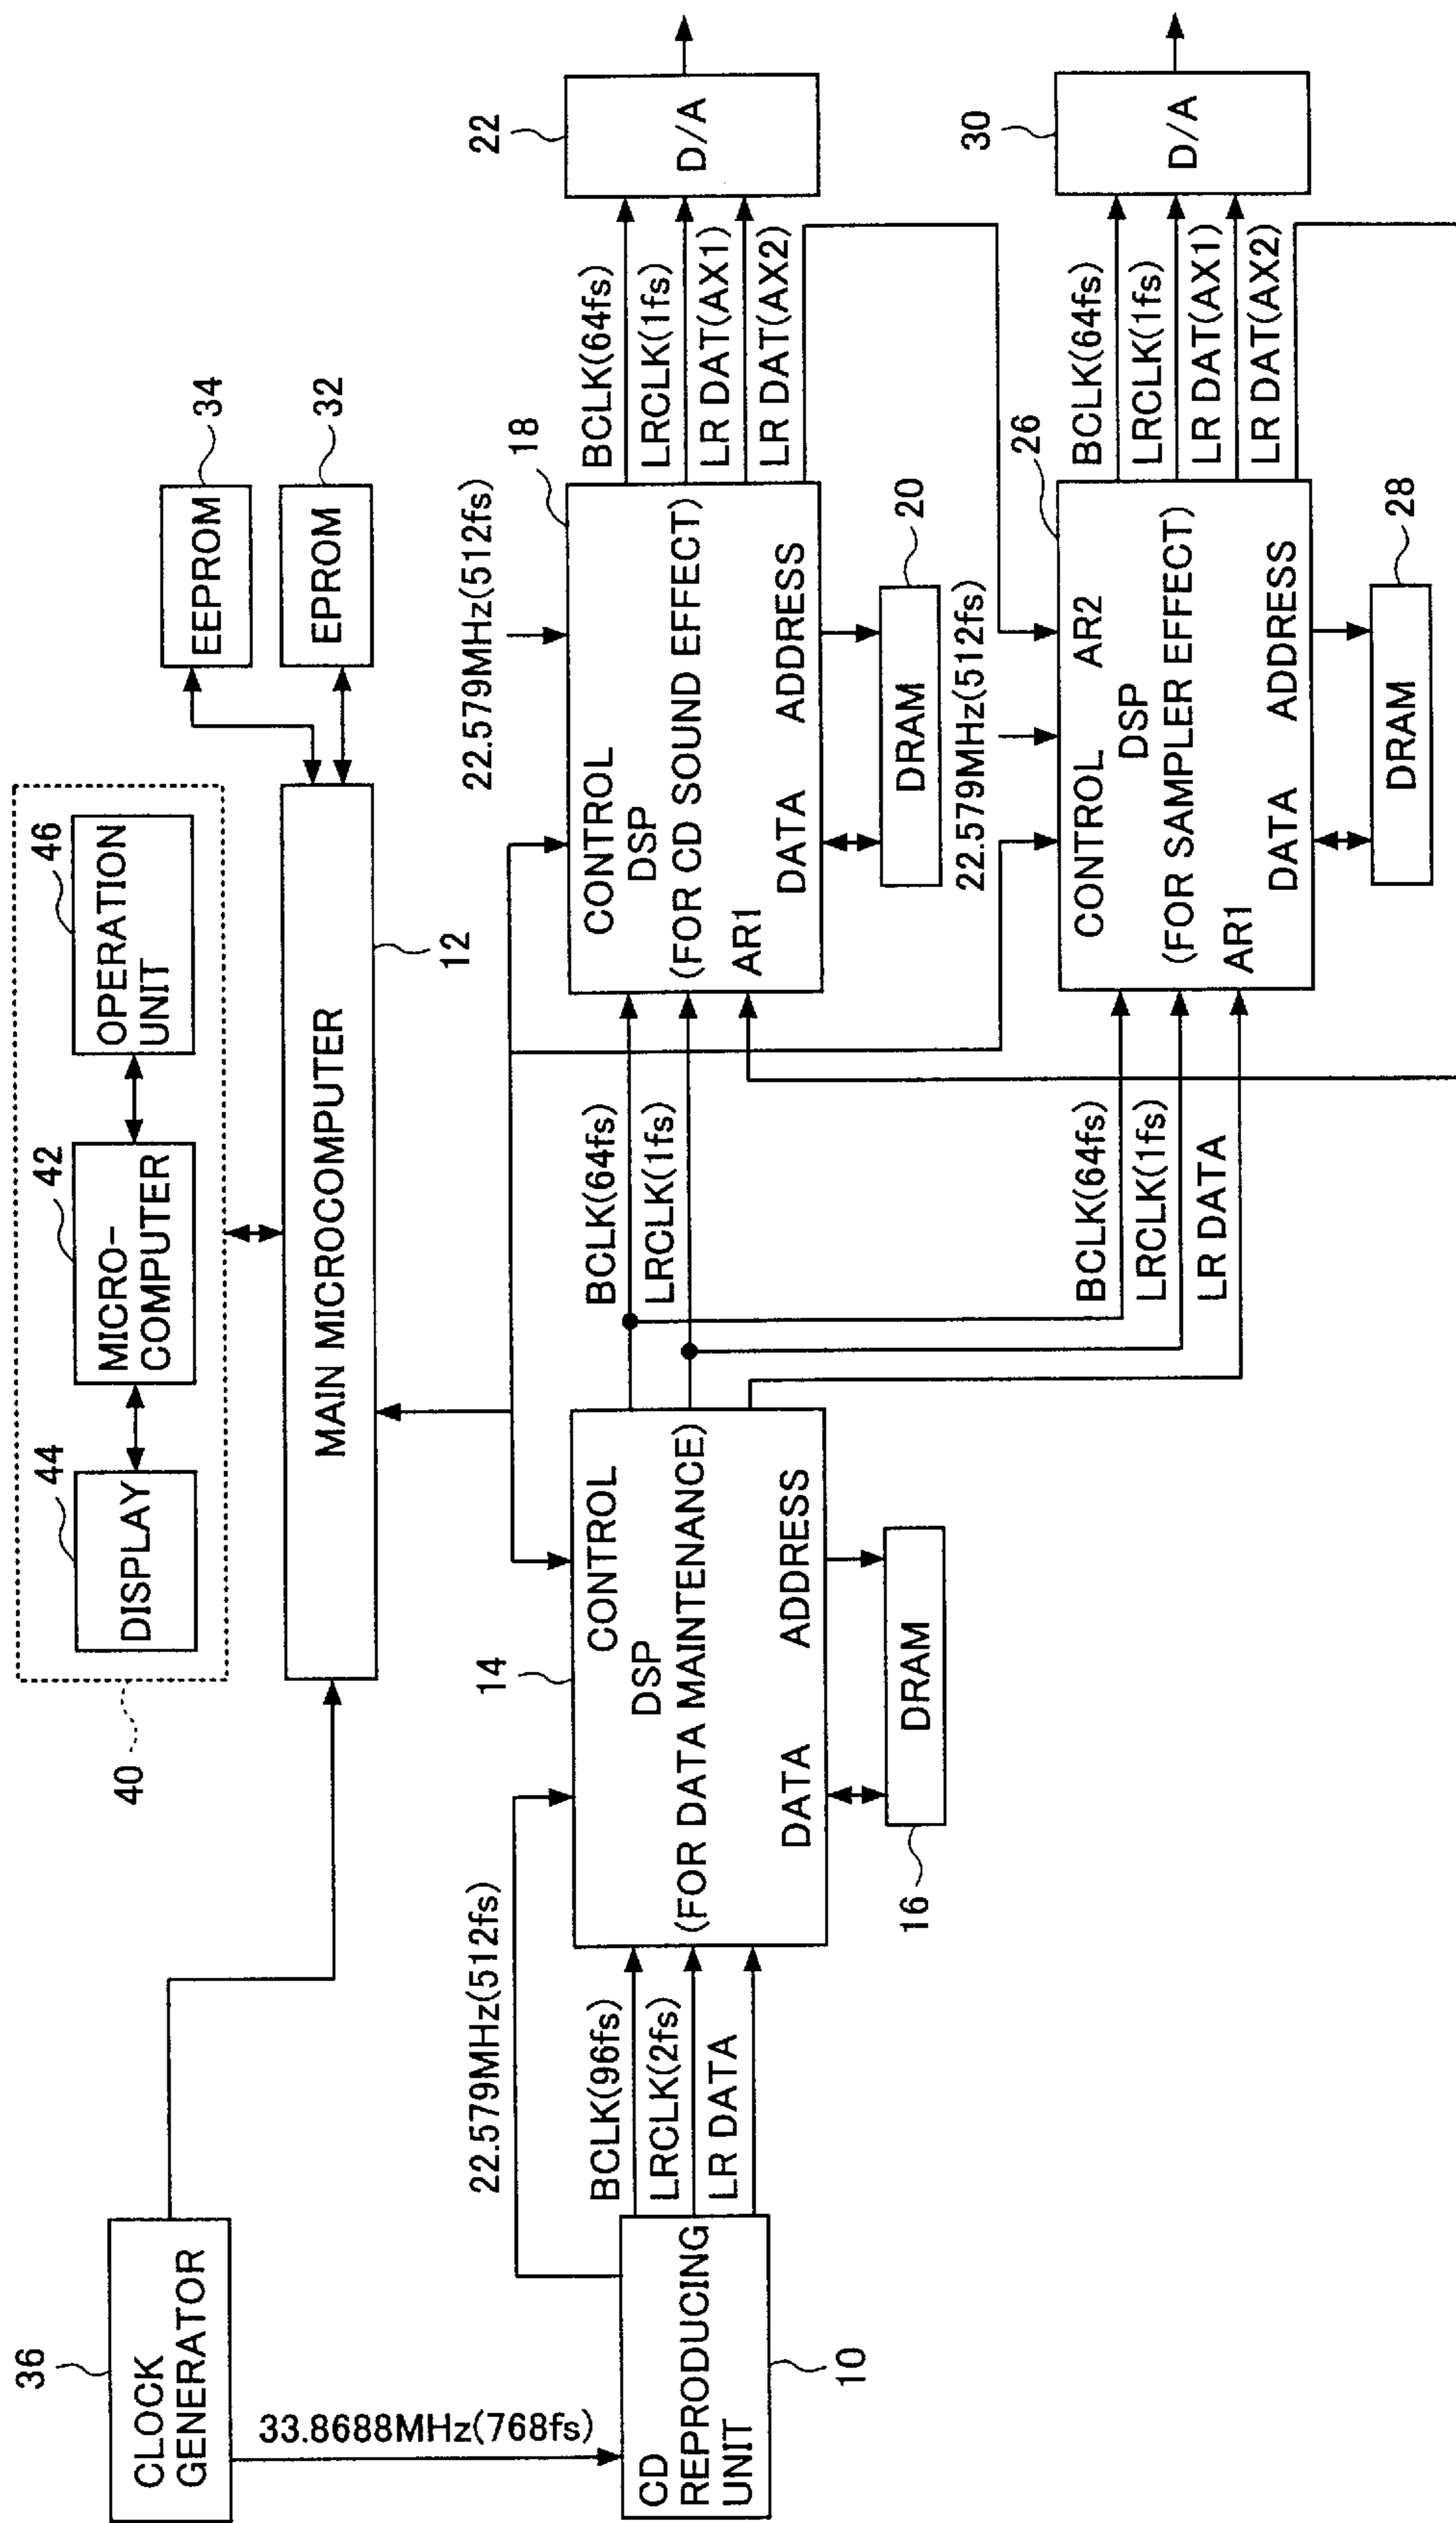 36
CLOCK
GENERATOR
33.8688MHz(768fs)
CD
REPRODUCING
UNIT
10
22.579MHz(512fs)
BCLK(96fs)
LRCLK(2fs)
LR DATA
40
44
DISPLAY
42
MICRO-
COMPUTER
46
OPERATION
UNIT
MAIN MICROCOMPUTER
12
EEPROM
34
EPROM
32
14
CONTROL
DSP
(FOR DATA MAINTENANCE)
DATA
ADDRESS
DRAM
16
BCLK(64fs)
LRCLK(1fs)
BCLK(64fs)
LRCLK(1fs)
LR DATA
22.579MHz(512fs)
18
CONTROL
DSP
(FOR CD SOUND EFFECT)
AR1
DATA
ADDRESS
DRAM
20
BCLK(64fs)
LRCLK(1fs)
LR DAT(AX1)
LR DAT(AX2)
22
D/A
22.579MHz(512fs)
26
CONTROL
AR2
DSP
(FOR SAMPLER EFFECT)
AR1
DATA
ADDRESS
DRAM
28
BCLK(64fs)
LRCLK(1fs)
LR DAT(AX1)
LR DAT(AX2)
30
D/A